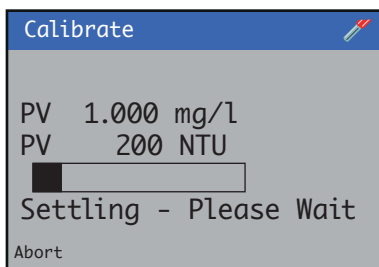 Calibrate
PV 1.000 mg/l
PV 200 NTU
Settling - Please Wait
Abort